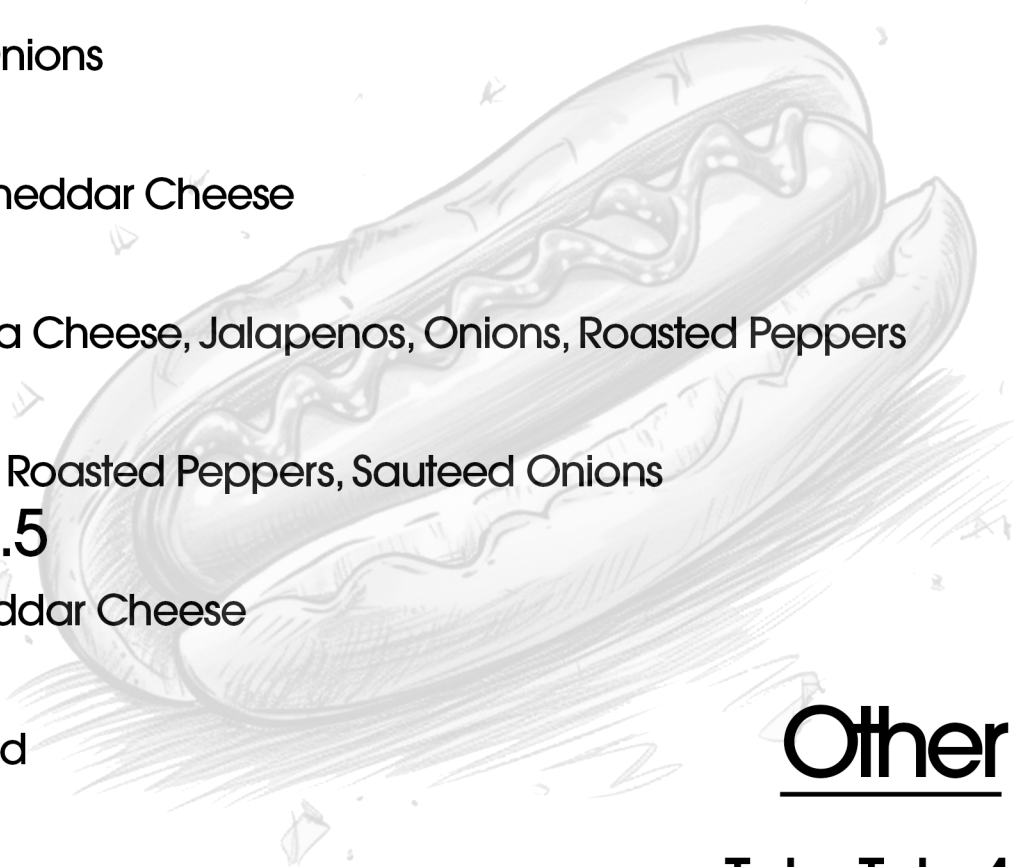 nions
heddar Cheese
a Cheese, Jalapenos, Onions, Roasted Peppers
Roasted Peppers, Sauteed Onions
.5
ddar Cheese
d
Other